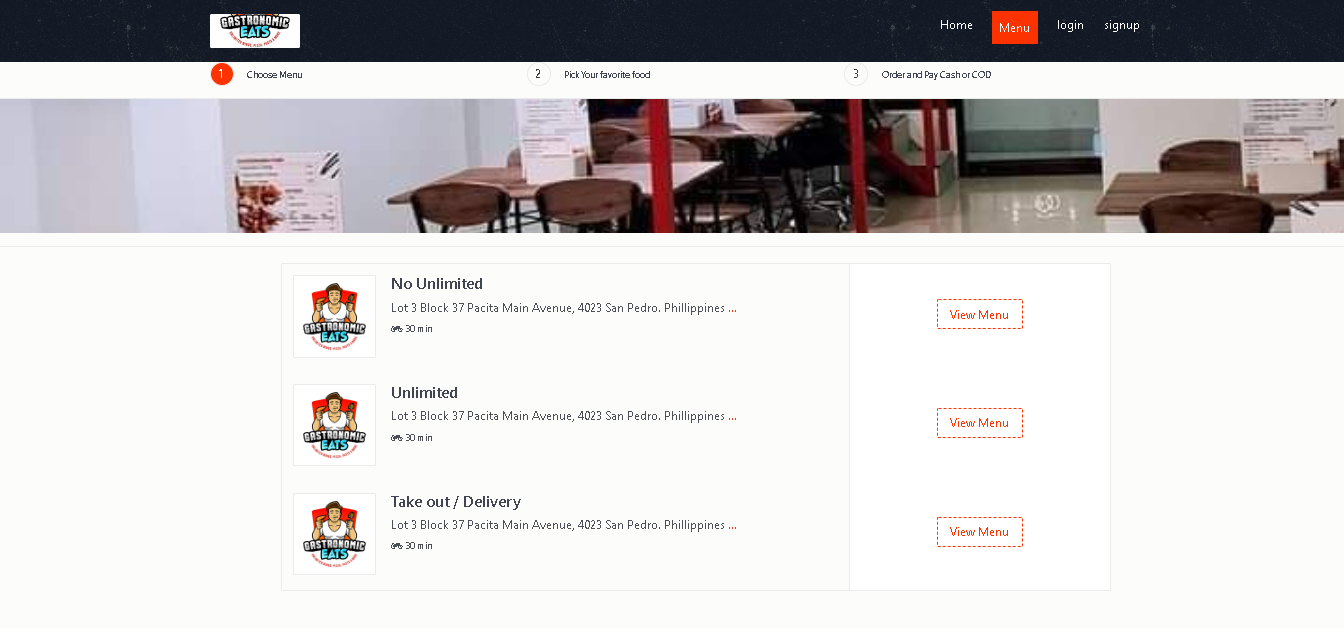 GASTRONOMIC
EATS
Home
Menu
login
signup
1 Choose Menu
2 Pick Your favorite food
3 Order and Pay Cash or COD
No Unlimited
Lot 3 Block 37 Pacita Main Avenue, 4023 San Pedro. Phillippines ...
30 min
View Menu
GASTRONOMIC
EATS
Unlimited
Lot 3 Block 37 Pacita Main Avenue, 4023 San Pedro. Phillippines ...
30 min
View Menu
GASTRONOMIC
EATS
Take out / Delivery
Lot 3 Block 37 Pacita Main Avenue, 4023 San Pedro. Phillippines ...
30 min
View Menu
GASTRONOMIC
EATS